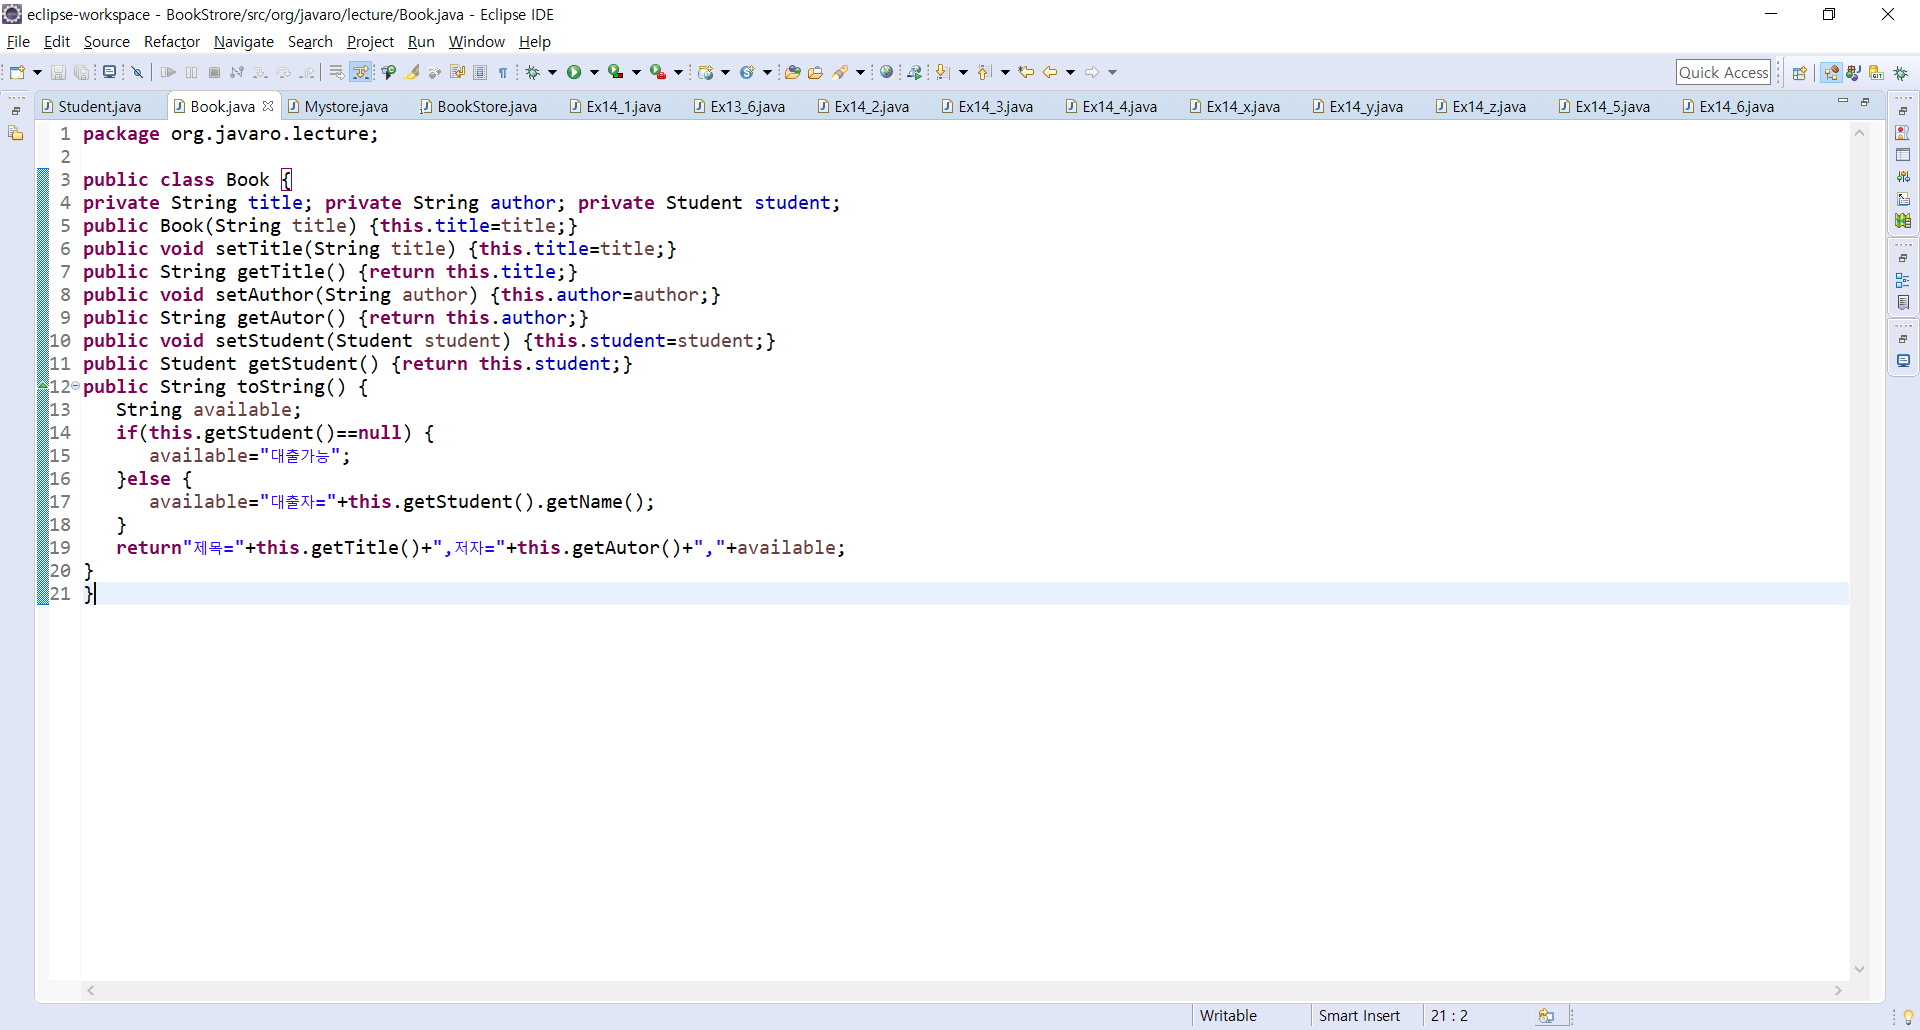 eclipse-workspace - BookStrore/src/org/javaro/lecture/Book.java - Eclipse IDE
File Edit Source Refactor Navigate Search Project Run Window Help
Quick Access
Student.java Book.java Mystore.java BookStore.java Ex14_1.java Ex13_6.java Ex14_2.java Ex14_3.java Ex14_4.java Ex14_x.java Ex14_y.java Ex14_z.java Ex14_5.java Ex14_6.java
1 package org.javaro.lecture;
2
3 public class Book {
4 private String title; private String author; private Student student;
5 public Book(String title) {this.title=title;}
6 public void setTitle(String title) {this.title=title;}
7 public String getTitle() {return this.title;}
8 public void setAuthor(String author) {this.author=author;}
9 public String getAutor() {return this.author;}
10 public void setStudent(Student student) {this.student=student;}
11 public Student getStudent() {return this.student;}
12 public String toString() {
13    String available;
14    if(this.getStudent()==null) {
15       available="대출가능";
16    }else {
17       available="대출자="+this.getStudent().getName();
18    }
19    return"제목="+this.getTitle()+",저자="+this.getAutor()+","+available;
20 }
21 }
Writable Smart Insert 21 : 2